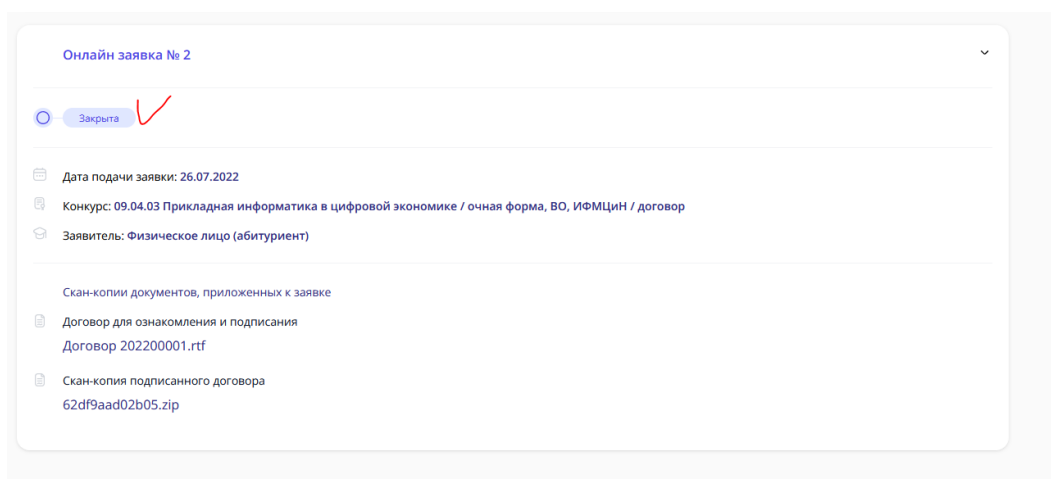 Онлайн заявка № 2
Закрыта
Дата подачи заявки: 26.07.2022
Конкурс: 09.04.03 Прикладная информатика в цифровой экономике / очная форма, ВО, ИФМЦиН / договор
Заявитель: Физическое лицо (абитуриент)
Скан-копии документов, приложенных к заявке
Договор для ознакомления и подписания
Договор 202200001.rtf
Скан-копия подписанного договора
62df9aad02b05.zip